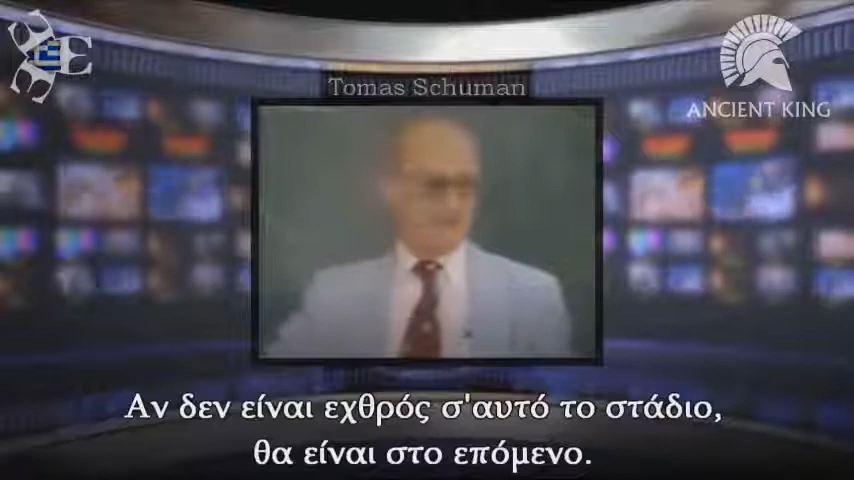 Tomas Schuman
ANCIENT KING
Αν δεν είναι εχθρός σ'αυτό το στάδιο,
θα είναι στο επόμενο.